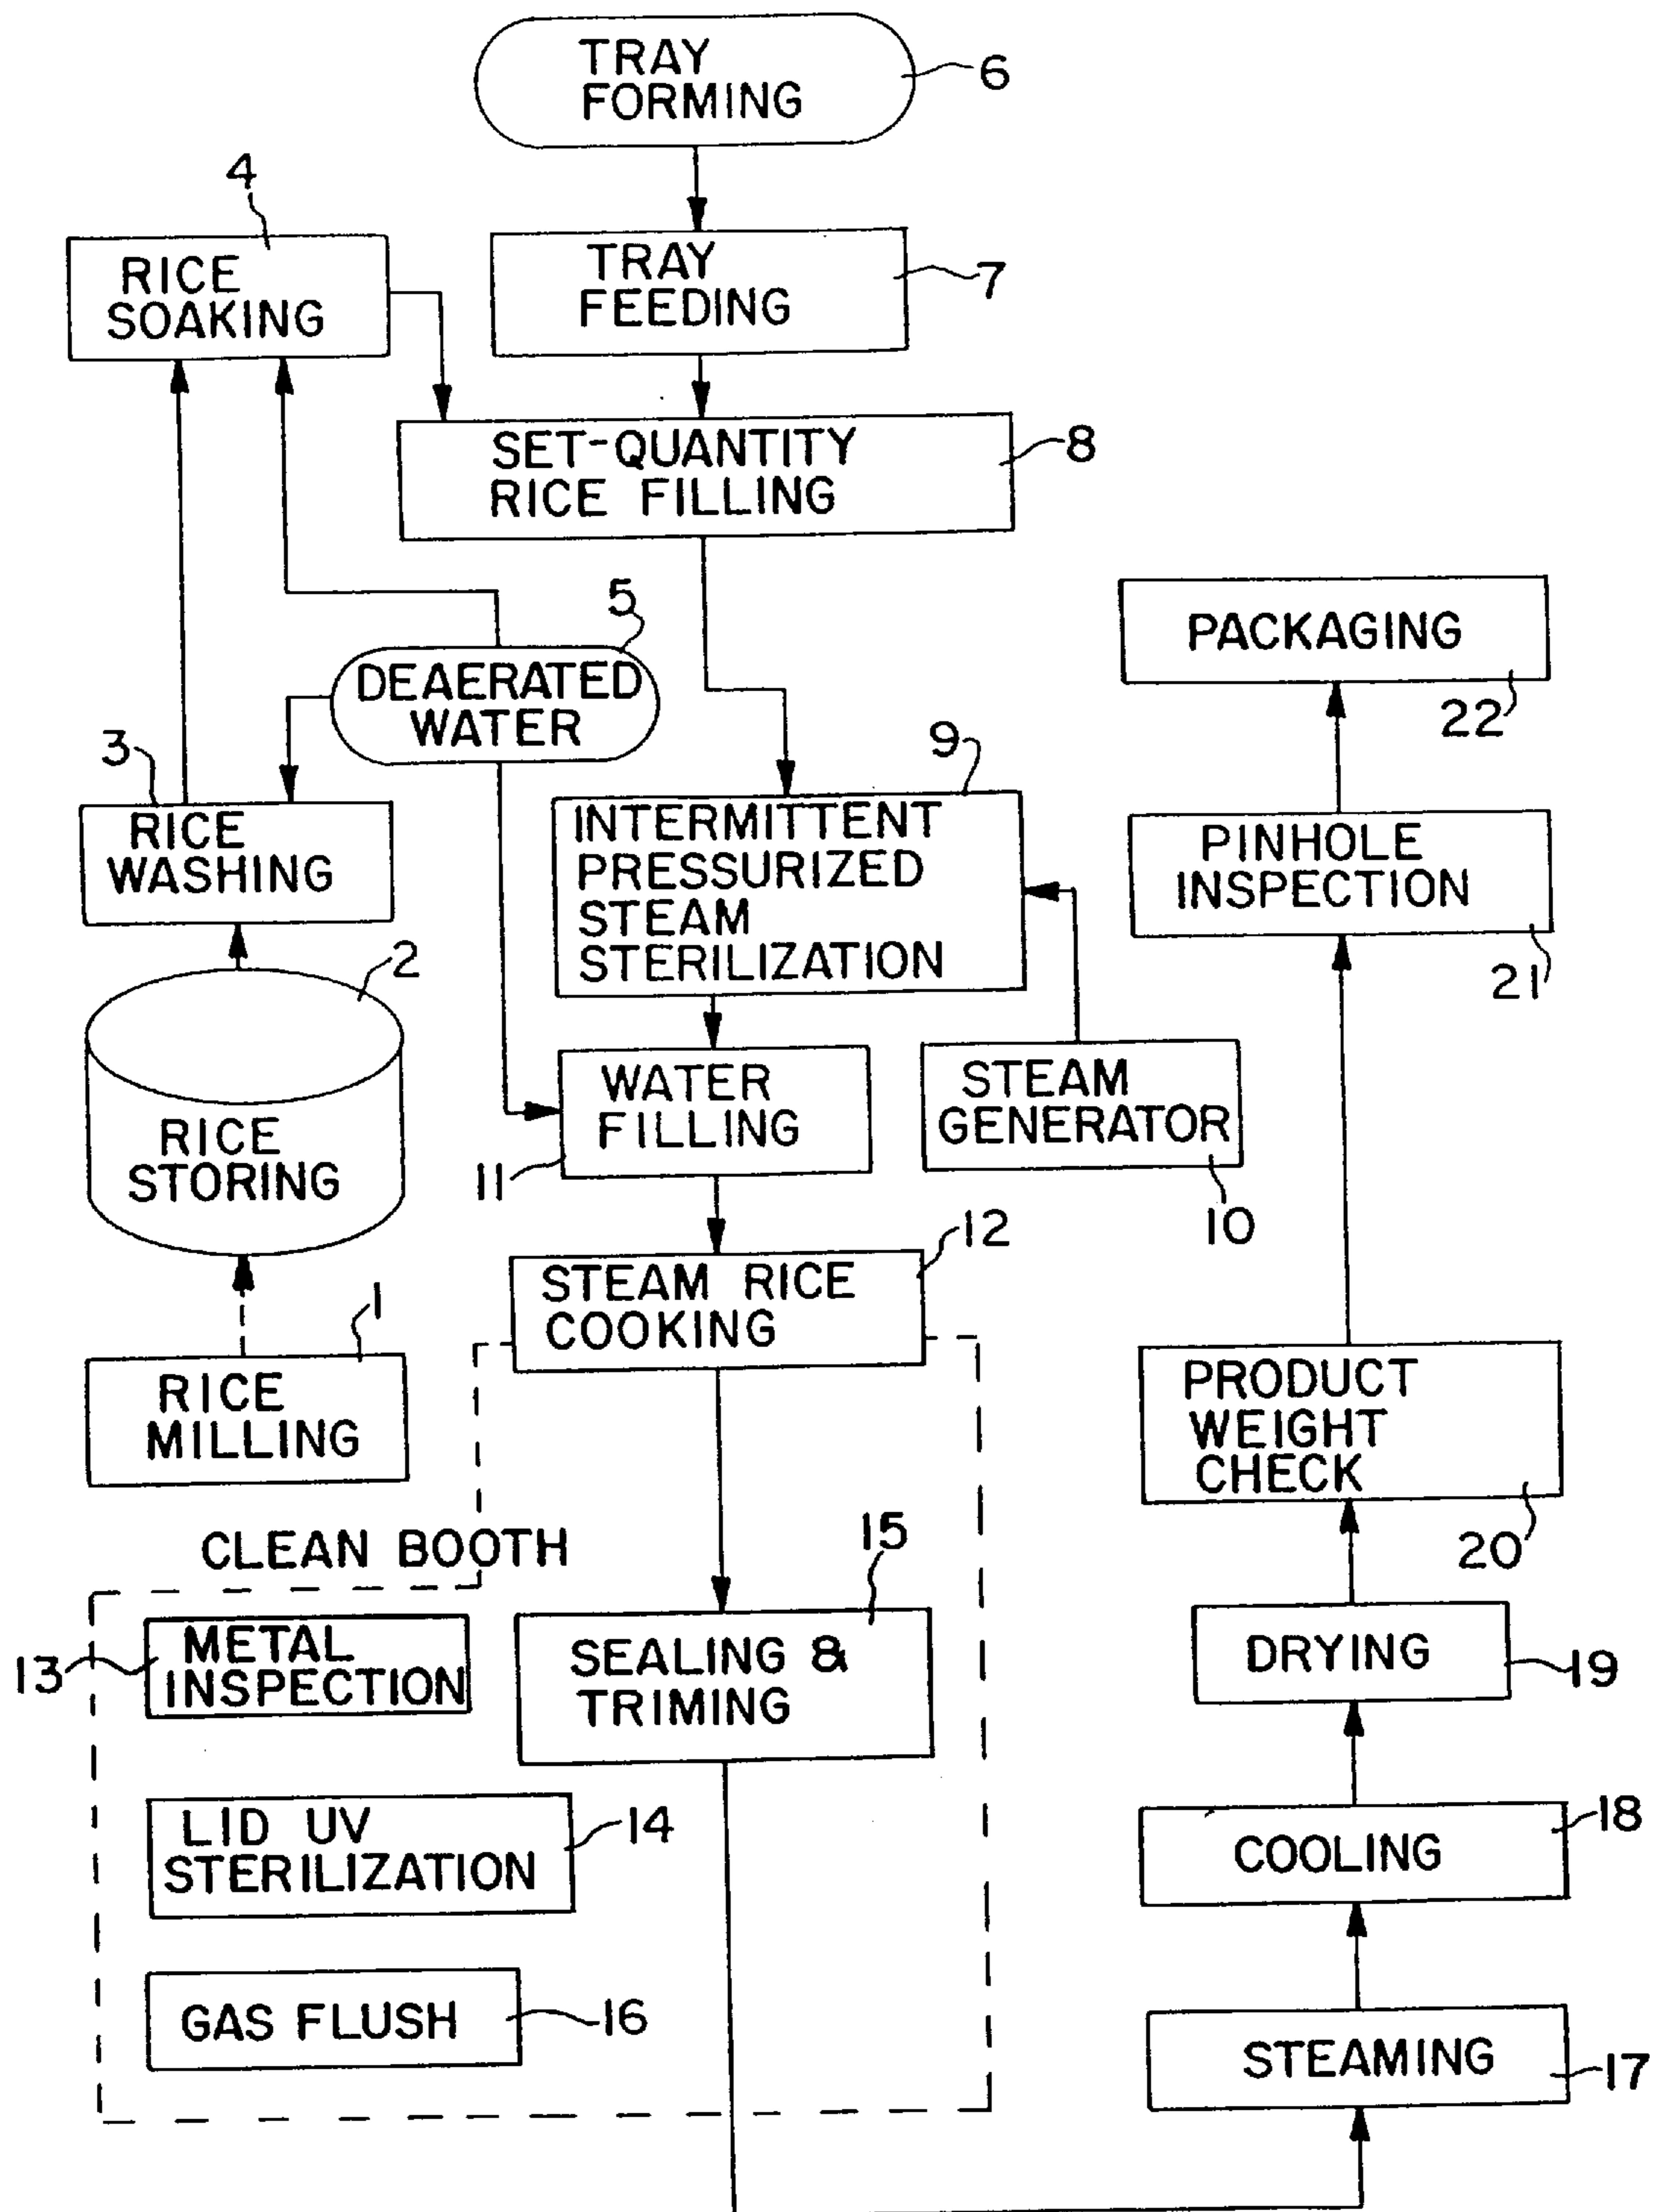 TRAY
FORMING
6
4
RICE
SOAKING
TRAY
FEEDING
7
SET-QUANTITY
RICE FILLING
8
5
DEAERATED
WATER
PACKAGING
22
3
RICE
WASHING
9
INTERMITTENT
PRESSURIZED
STEAM
STERILIZATION
PINHOLE
INSPECTION
21
2
RICE
STORING
WATER
FILLING
11
STEAM
GENERATOR
10
12
STEAM RICE
COOKING
1
RICE
MILLING
PRODUCT
WEIGHT
CHECK
20
CLEAN BOOTH
15
13
METAL
INSPECTION
SEALING &
TRIMING
DRYING
19
LID UV
STERILIZATION
14
COOLING
18
GAS FLUSH
16
STEAMING
17